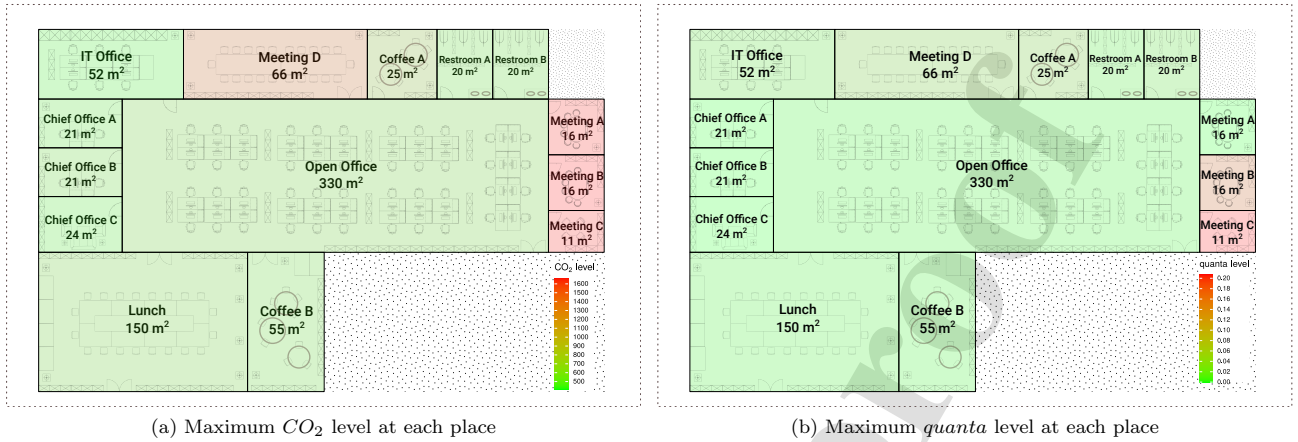 IT Office
52 m²
Meeting D
66 m²
Coffee A
25 m²
Restroom A
20 m²
Restroom B
20 m²
Chief Office A
21 m²
Chief Office B
21 m²
Chief Office C
24 m²
Open Office
330 m²
Meeting A
16 m²
Meeting B
16 m²
Meeting C
11 m²
Lunch
150 m²
Coffee B
55 m²
CO₂ level
1600
1500
1400
1300
1200
1100
1000
900
800
700
600
500
(a) Maximum CO₂ level at each place
IT Office
52 m²
Meeting D
66 m²
Coffee A
25 m²
Restroom A
20 m²
Restroom B
20 m²
Chief Office A
21 m²
Chief Office B
21 m²
Chief Office C
24 m²
Open Office
330 m²
Meeting A
16 m²
Meeting B
16 m²
Meeting C
11 m²
Lunch
150 m²
Coffee B
55 m²
quanta level
0.20
0.18
0.16
0.14
0.12
0.10
0.08
0.06
0.04
0.02
0.00
(b) Maximum quanta level at each place
proof